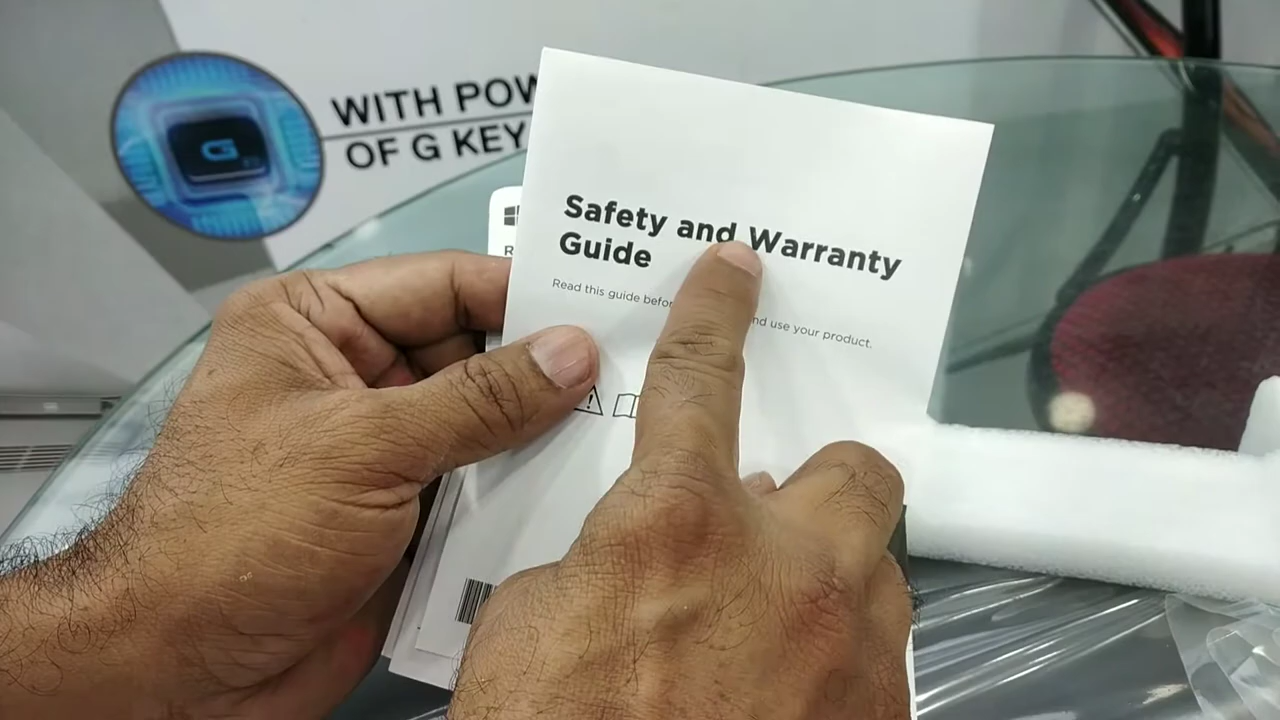 WITH POW
OF G KEY
G
Safety and Warranty
Guide
Read this guide befor nd use your product.
R